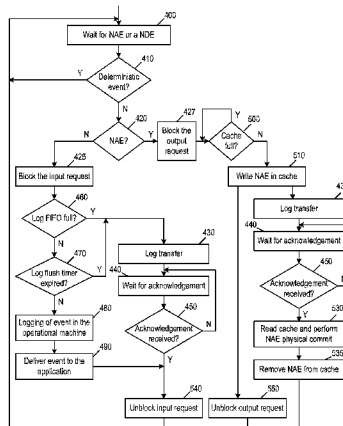 400
Wait for NAE or a NDE
410
Y
Deterministic
event?
N
420
427
500
N
NAE?
Y
Block the
output
request
Y
Cache
full?
N
425
510
Block the input request
Write NAE in cache
460
Log FIFO full?
Y
Log transfer
440
N
470
430
Wait for acknowledgement
Log flush timer
expired?
Y
Log transfer
440
450
N
480
Wait for acknowledgement
Acknowledgement
received?
N
Logging of event in the
operational machine
450
Y
530
490
Acknowledgement
received?
N
Read cache and perform
NAE physical commit
Deliver event to the
application
Y
535
Remove NAE from cache
540
550
Unblock input request
Unblock output request